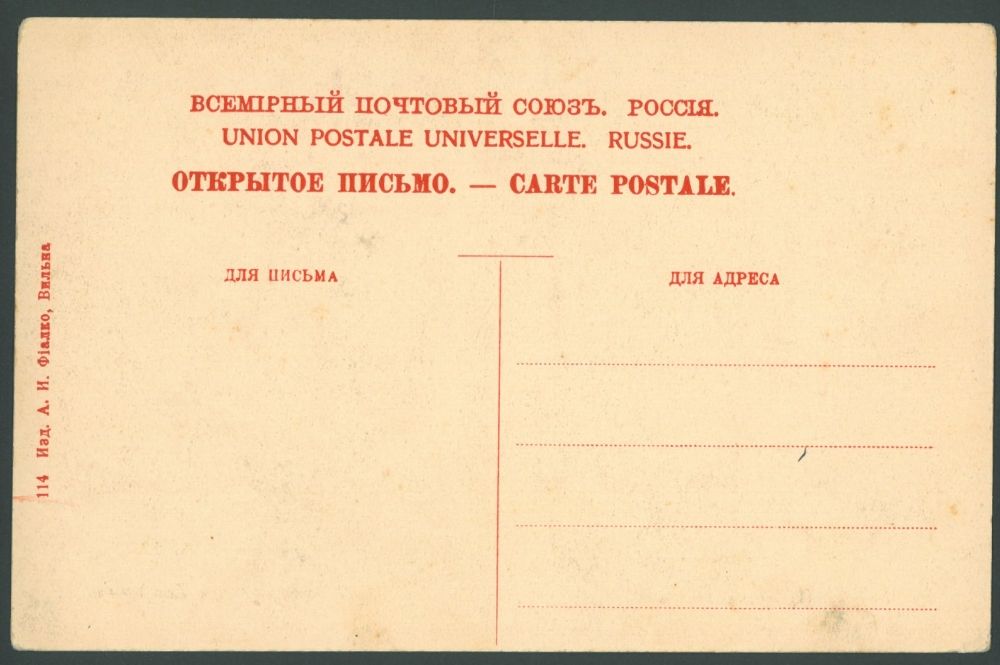 ВСЕМІРНЫЙ ПОЧТОВЫЙ СОЮЗЪ. РОССІЯ.
UNION POSTALE UNIVERSELLE. RUSSIE.
ОТКРЫТОЕ ПИСЬМО. — CARTE POSTALE.
ДЛЯ ПИСЬМА
ДЛЯ АДРЕСА
114 Изд. А. И. Фіалко, Вильна